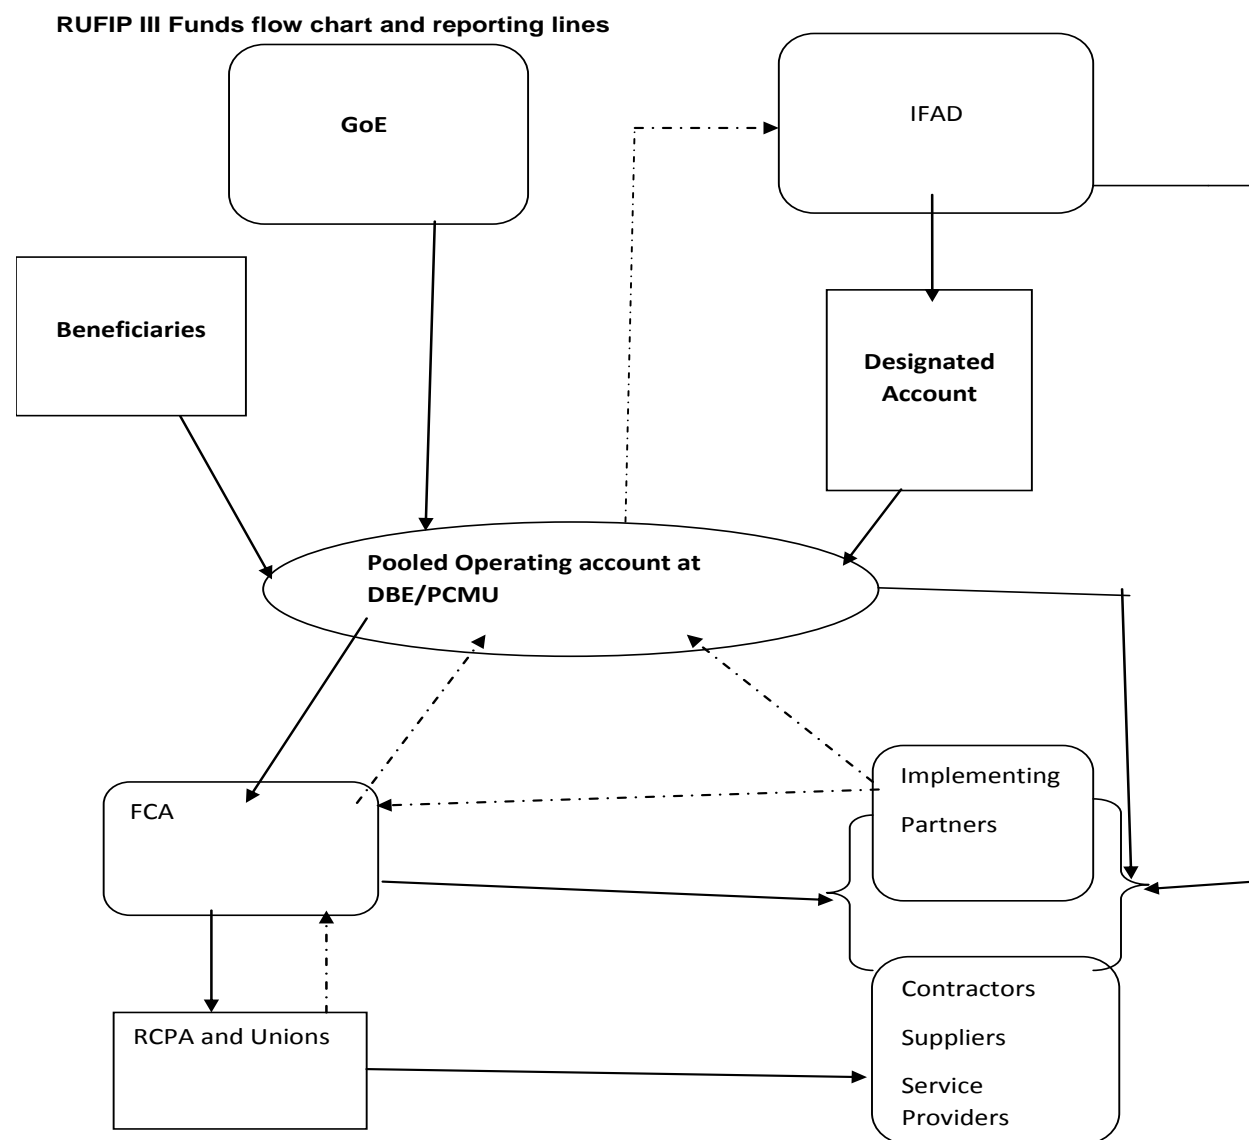 RUFIP III Funds flow chart and reporting lines
GoE
IFAD
Beneficiaries
Designated
Account
Pooled Operating account at
DBE/PCMU
Implementing
Partners
FCA
Contractors
Suppliers
Service
Providers
RCPA and Unions